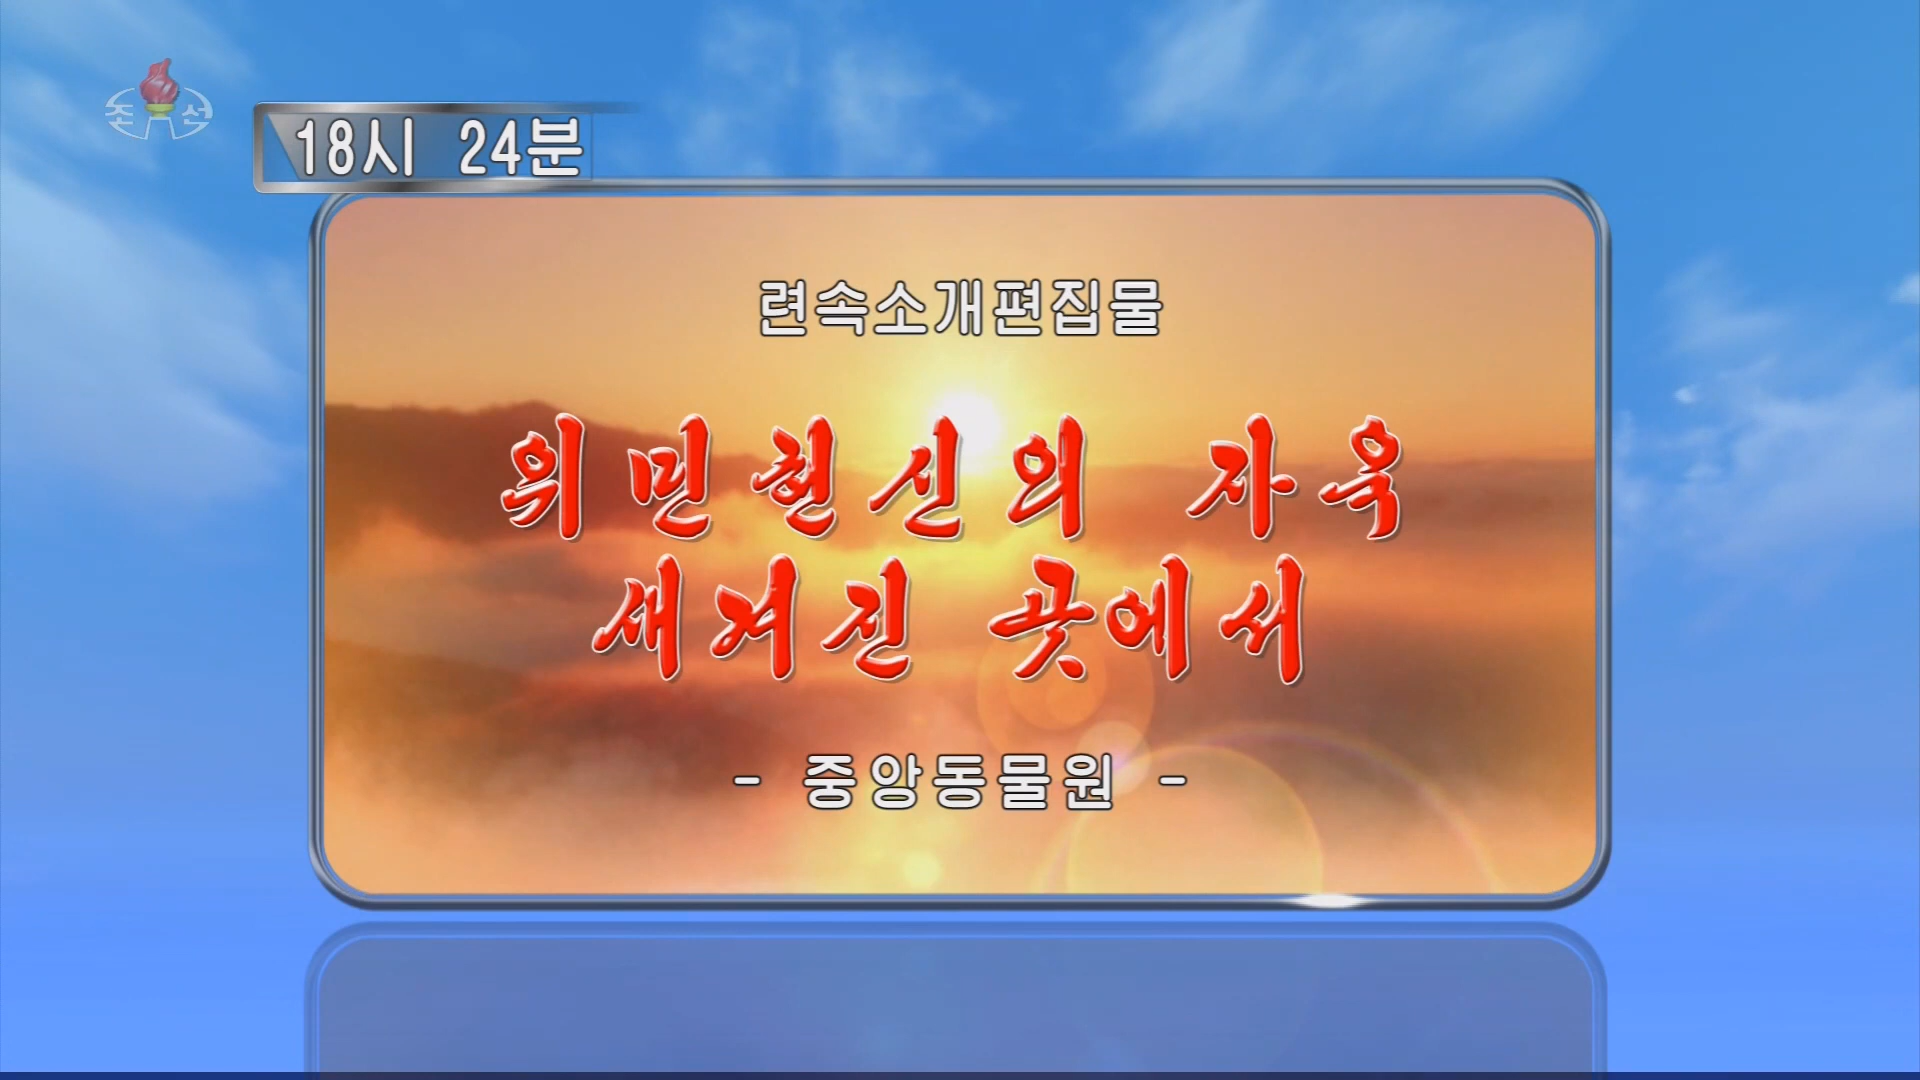 조선
18시 24분
련속소개편집물
위민헌신의 자욱
새겨진 곳에서
- 중앙동물원 -